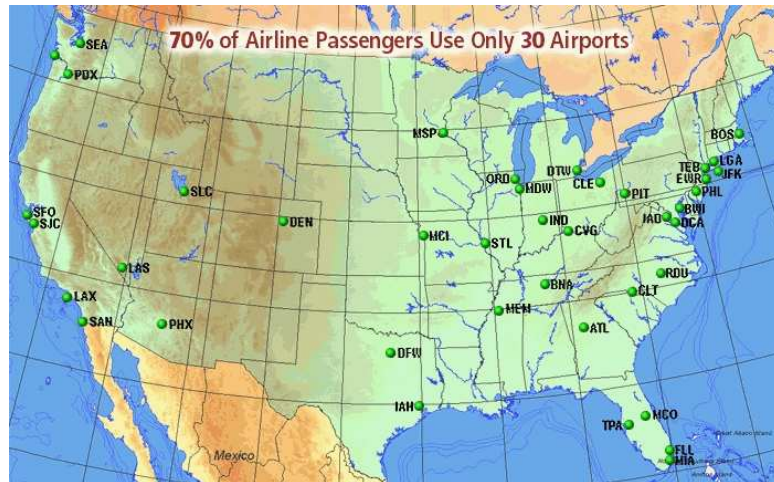 70% of Airline Passengers Use Only 30 Airports
SEA
PDX
MSP
BOS
ORD
MDW
DTW
CLE
PIT
TEB
LGA
EWR
JFK
PHL
SLC
DEN
SFO
SJC
MCI
STL
IND
CVG
IAD
BWI
DCA
LAS
RDU
LAX
BNA
CLT
SAN
PHX
MEM
ATL
DFW
IAH
MCO
TPA
Mexico
FLL
MIA